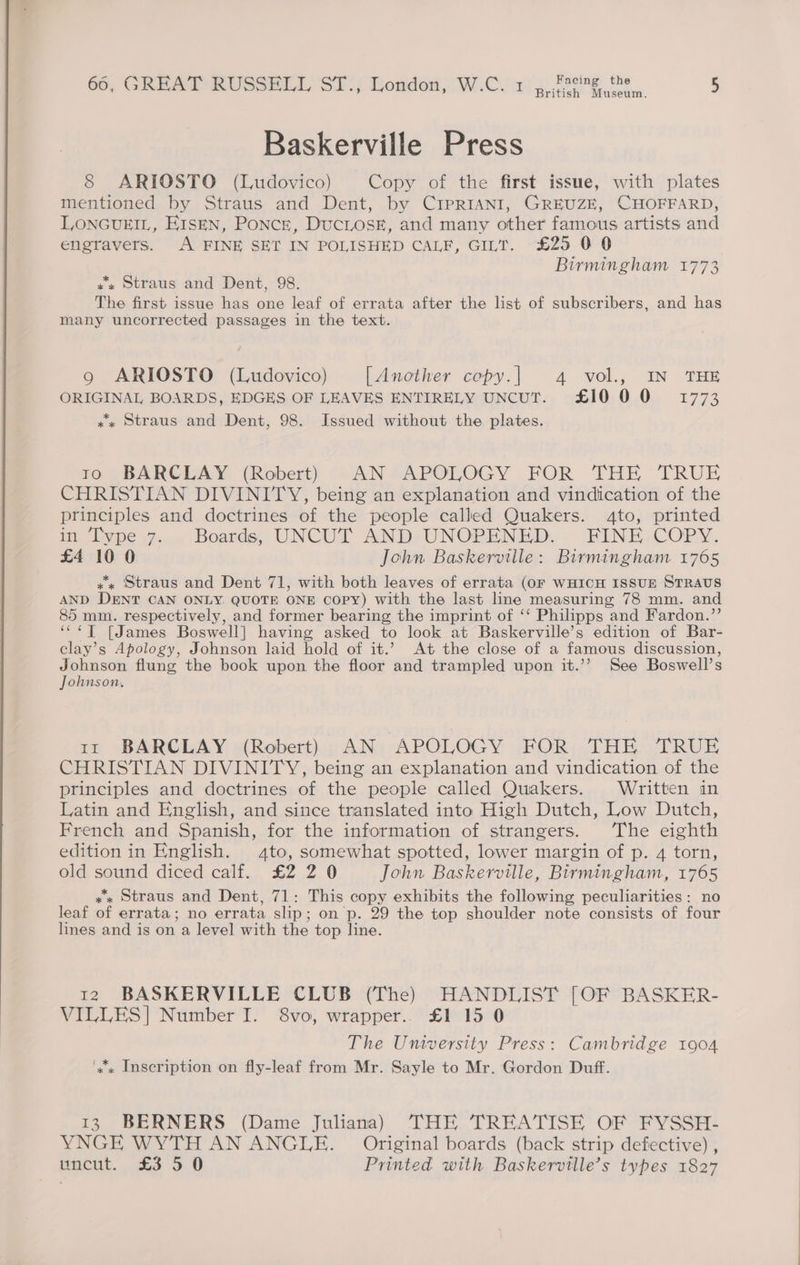 66, GREAT RUSSELL ST., London, W.C. 1 Facing the British Museum. 5
Baskerville Press
8 ARIOSTO (Ludovico) Copy of the first issue, with plates
mentioned by Straus and Dent, by CIPRIANI, GREUZE, CHOFFARD,
LONGUEIL, EISEN, PONCE, DUCLOSE, and many other famous artists and
engravers. A FINE SET IN POLISHED CALF, GILT. £25 0 0
Birmingham 1773
⁂ Straus and Dent, 98.
The first issue has one leaf of errata after the list of subscribers, and has
many uncorrected passages in the text.
9 ARIOSTO (Ludovico) [Another copy.] 4 vol., IN THE
ORIGINAL BOARDS, EDGES OF LEAVES ENTIRELY UNCUT. £10 0 0 1773
⁂ Straus and Dent, 98. Issued without the plates.
10 BARCLAY (Robert) AN APOLOGY FOR THE TRUE
CHRISTIAN DIVINITY, being an explanation and vindication of the
principles and doctrines of the people called Quakers. 4to, printed
in Type 7. Boards, UNCUT AND UNOPENED. FINE COPY.
£4 10 0 John Baskerville: Birmingham 1765
⁂ Straus and Dent 71, with both leaves of errata (OF WHICH ISSUE STRAUS
AND DENT CAN ONLY QUOTE ONE COPY) with the last line measuring 78 mm. and
85 mm. respectively, and former bearing the imprint of “ Philipps and Fardon.”
“ ‘ I [James Boswell] having asked to look at Baskerville’s edition of Bar-
clay’s Apology, Johnson laid hold of it.’ At the close of a famous discussion,
Johnson flung the book upon the floor and trampled upon it.” See Boswell’s
Johnson.
11 BARCLAY (Robert) AN APOLOGY FOR THE TRUE
CHRISTIAN DIVINITY, being an explanation and vindication of the
principles and doctrines of the people called Quakers. Written in
Latin and English, and since translated into High Dutch, Low Dutch,
French and Spanish, for the information of strangers. The eighth
edition in English. 4to, somewhat spotted, lower margin of p. 4 torn,
old sound diced calf. £2 2 0 John Baskerville, Birmingham, 1765
⁂ Straus and Dent, 71: This copy exhibits the following peculiarities: no
leaf of errata; no errata slip; on p. 29 the top shoulder note consists of four
lines and is on a level with the top line.
12 BASKERVILLE CLUB (The) HANDLIST [OF BASKER-
VILLES] Number I. 8vo, wrapper. £1 15 0
The University Press: Cambridge 1904
⁂ Inscription on fly-leaf from Mr. Sayle to Mr. Gordon Duff.
13 BERNERS (Dame Juliana) THE TREATISE OF FYSSH-
YNGE WYTH AN ANGLE. Original boards (back strip defective),
uncut. £3 5 0 Printed with Baskerville’s types 1827